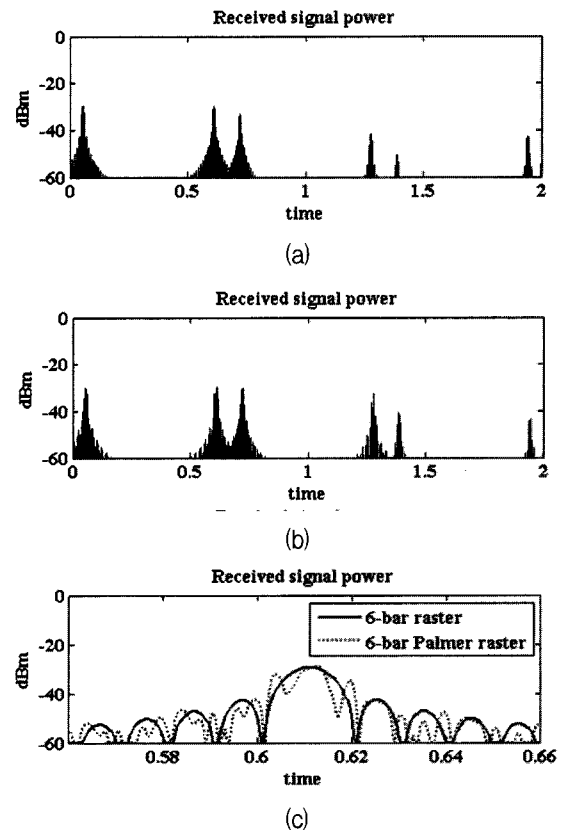 Received signal power
0
-20
dBm
-40
-60
0 0.5 1 1.5 2
time
(a)
Received signal power
0
-20
dBm
-40
-60
0 0.5 1 1.5 2
time
(b)
Received signal power
0
6-bar raster
-20
6-bar Palmer raster
dBm
-40
-60
0.58 0.6 0.62 0.64 0.66
time
(c)